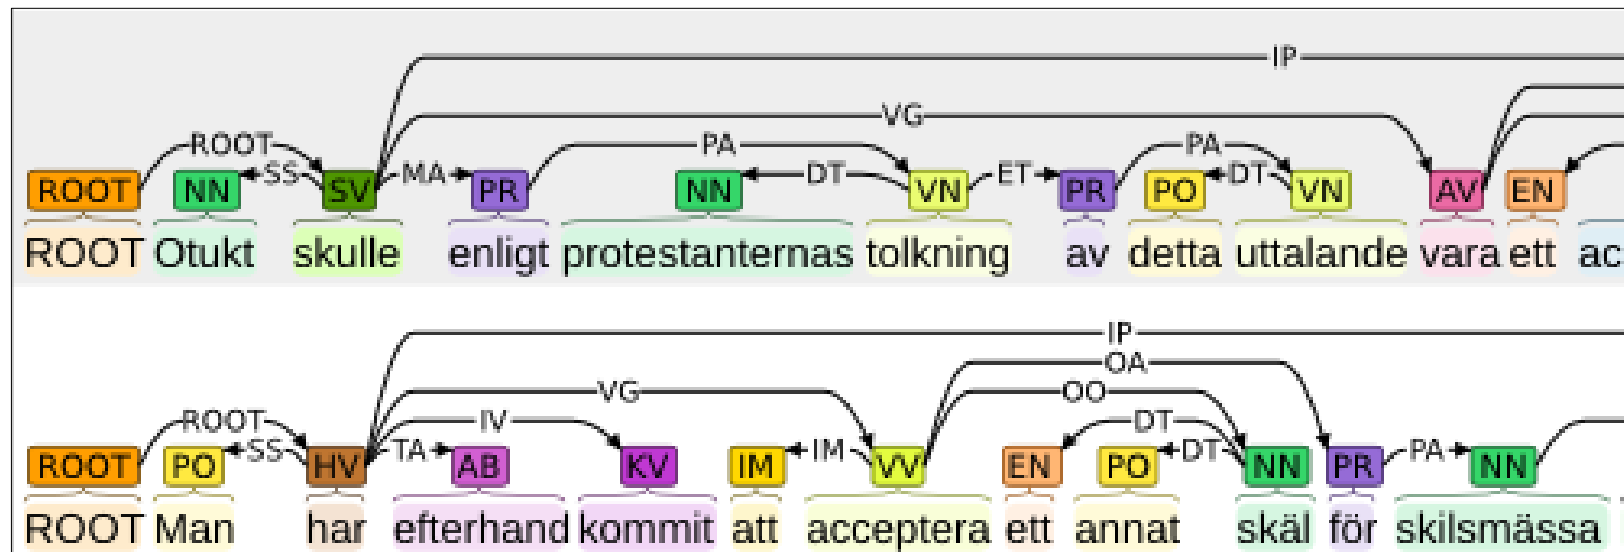 IP
VG
ROOT PA PA
SS MA DT ET DT
ROOT NN SV PR NN VN PR PO VN AV EN
ROOT Otukt skulle enligt protestanternas tolkning av detta uttalande vara ett ac
IP
OA
VG OO
ROOT IV DT
SS TA IM DT PA
ROOT PO HV AB KV IM VV EN PO NN PR NN
ROOT Man har efterhand kommit att acceptera ett annat skäl för skilsmässa